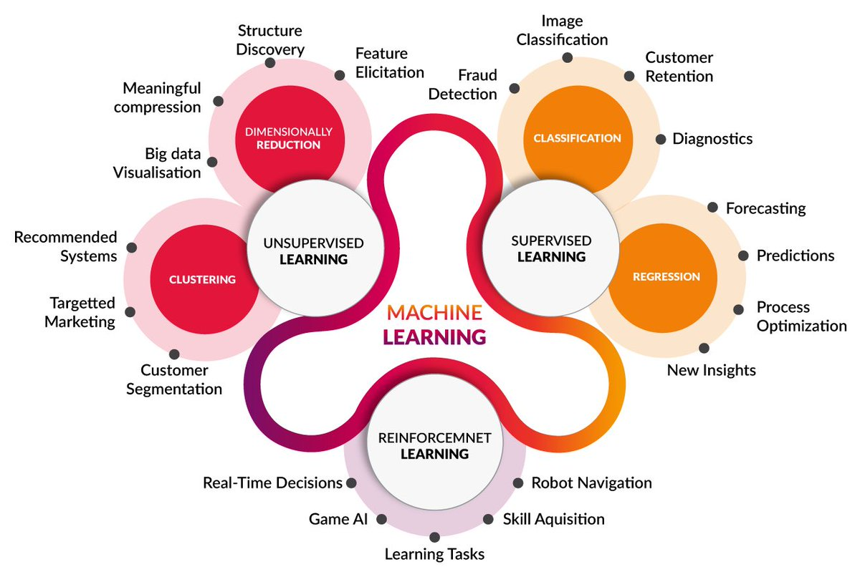 Structure
Discovery
Feature
Elicitation
Meaningful
compression
Big data
Visualisation
DIMENSIONALLY
REDUCTION
Image
Classification
Fraud
Detection
Customer
Retention
Diagnostics
CLASSIFICATION
UNSUPERVISED
LEARNING
SUPERVISED
LEARNING
Recommended
Systems
Targetted
Marketing
Customer
Segmentation
CLUSTERING
Forecasting
Predictions
Process
Optimization
New Insights
REGRESSION
MACHINE
LEARNING
REINFORCEMNET
LEARNING
Real-Time Decisions
Game AI
Learning Tasks
Skill Aquisition
Robot Navigation